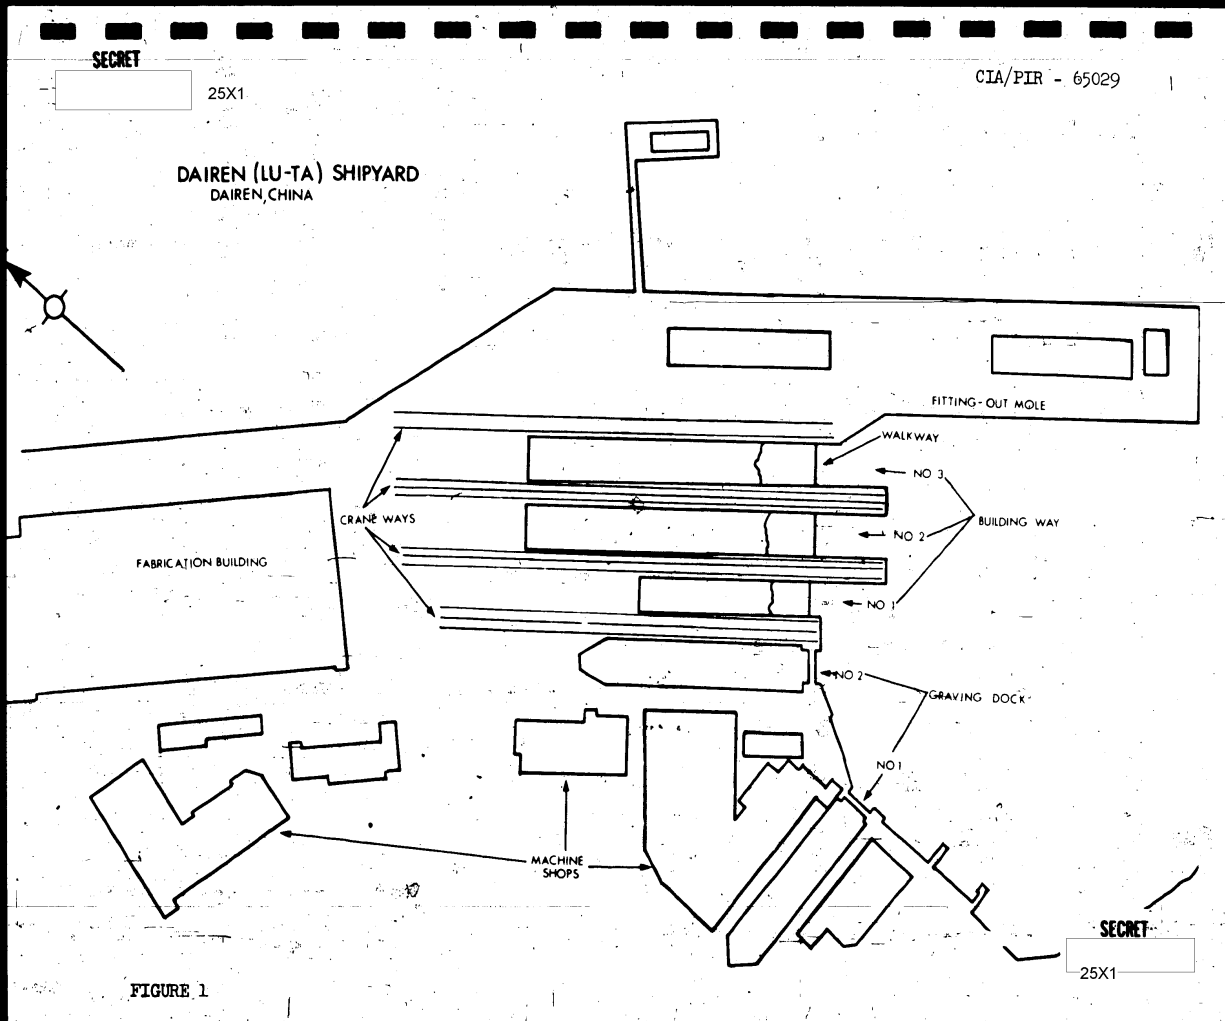 SECRET
25X1
CIA/PIR - 65029
DAIREN (LU-TA) SHIPYARD
DAIREN, CHINA
FITTING-OUT MOLE
WALKWAY
NO 3
CRANE WAYS
BUILDING WAY
NO 2
FABRICATION BUILDING
NO 1
NO 2
GRAVING DOCK
NO 1
MACHINE
SHOPS
SECRET
25X1
FIGURE 1